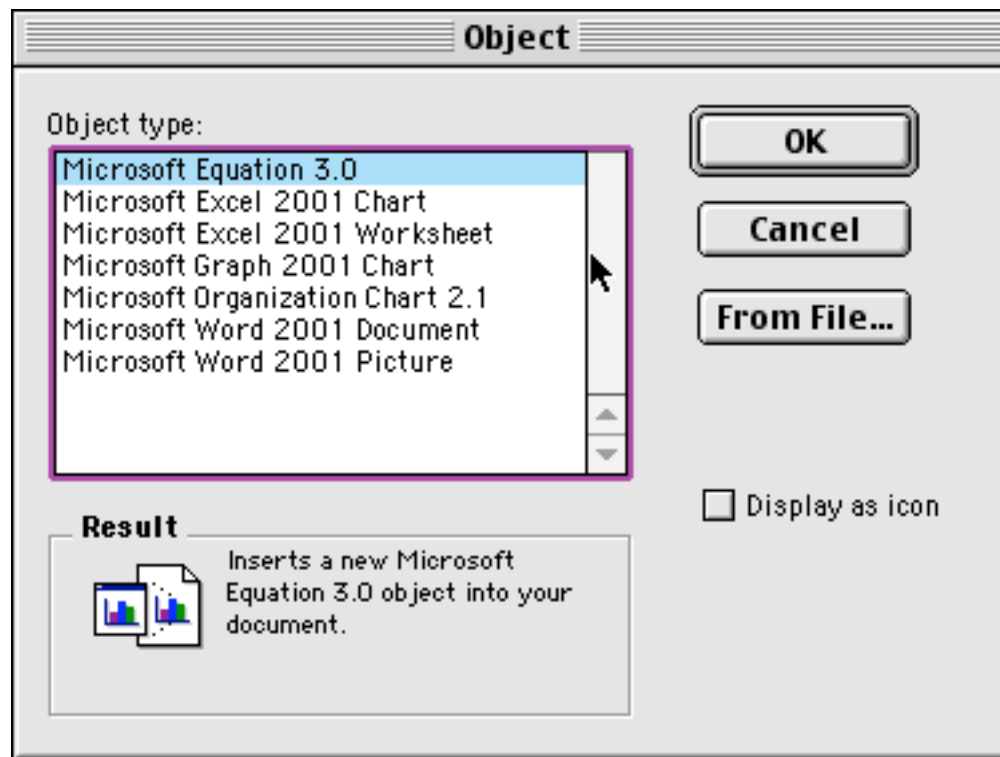 Object
Object type:
Microsoft Equation 3.0
Microsoft Excel 2001 Chart
Microsoft Excel 2001 Worksheet
Microsoft Graph 2001 Chart
Microsoft Organization Chart 2.1
Microsoft Word 2001 Document
Microsoft Word 2001 Picture
OK
Cancel
From File...
Display as icon
Result
Inserts a new Microsoft
Equation 3.0 object into your
document.